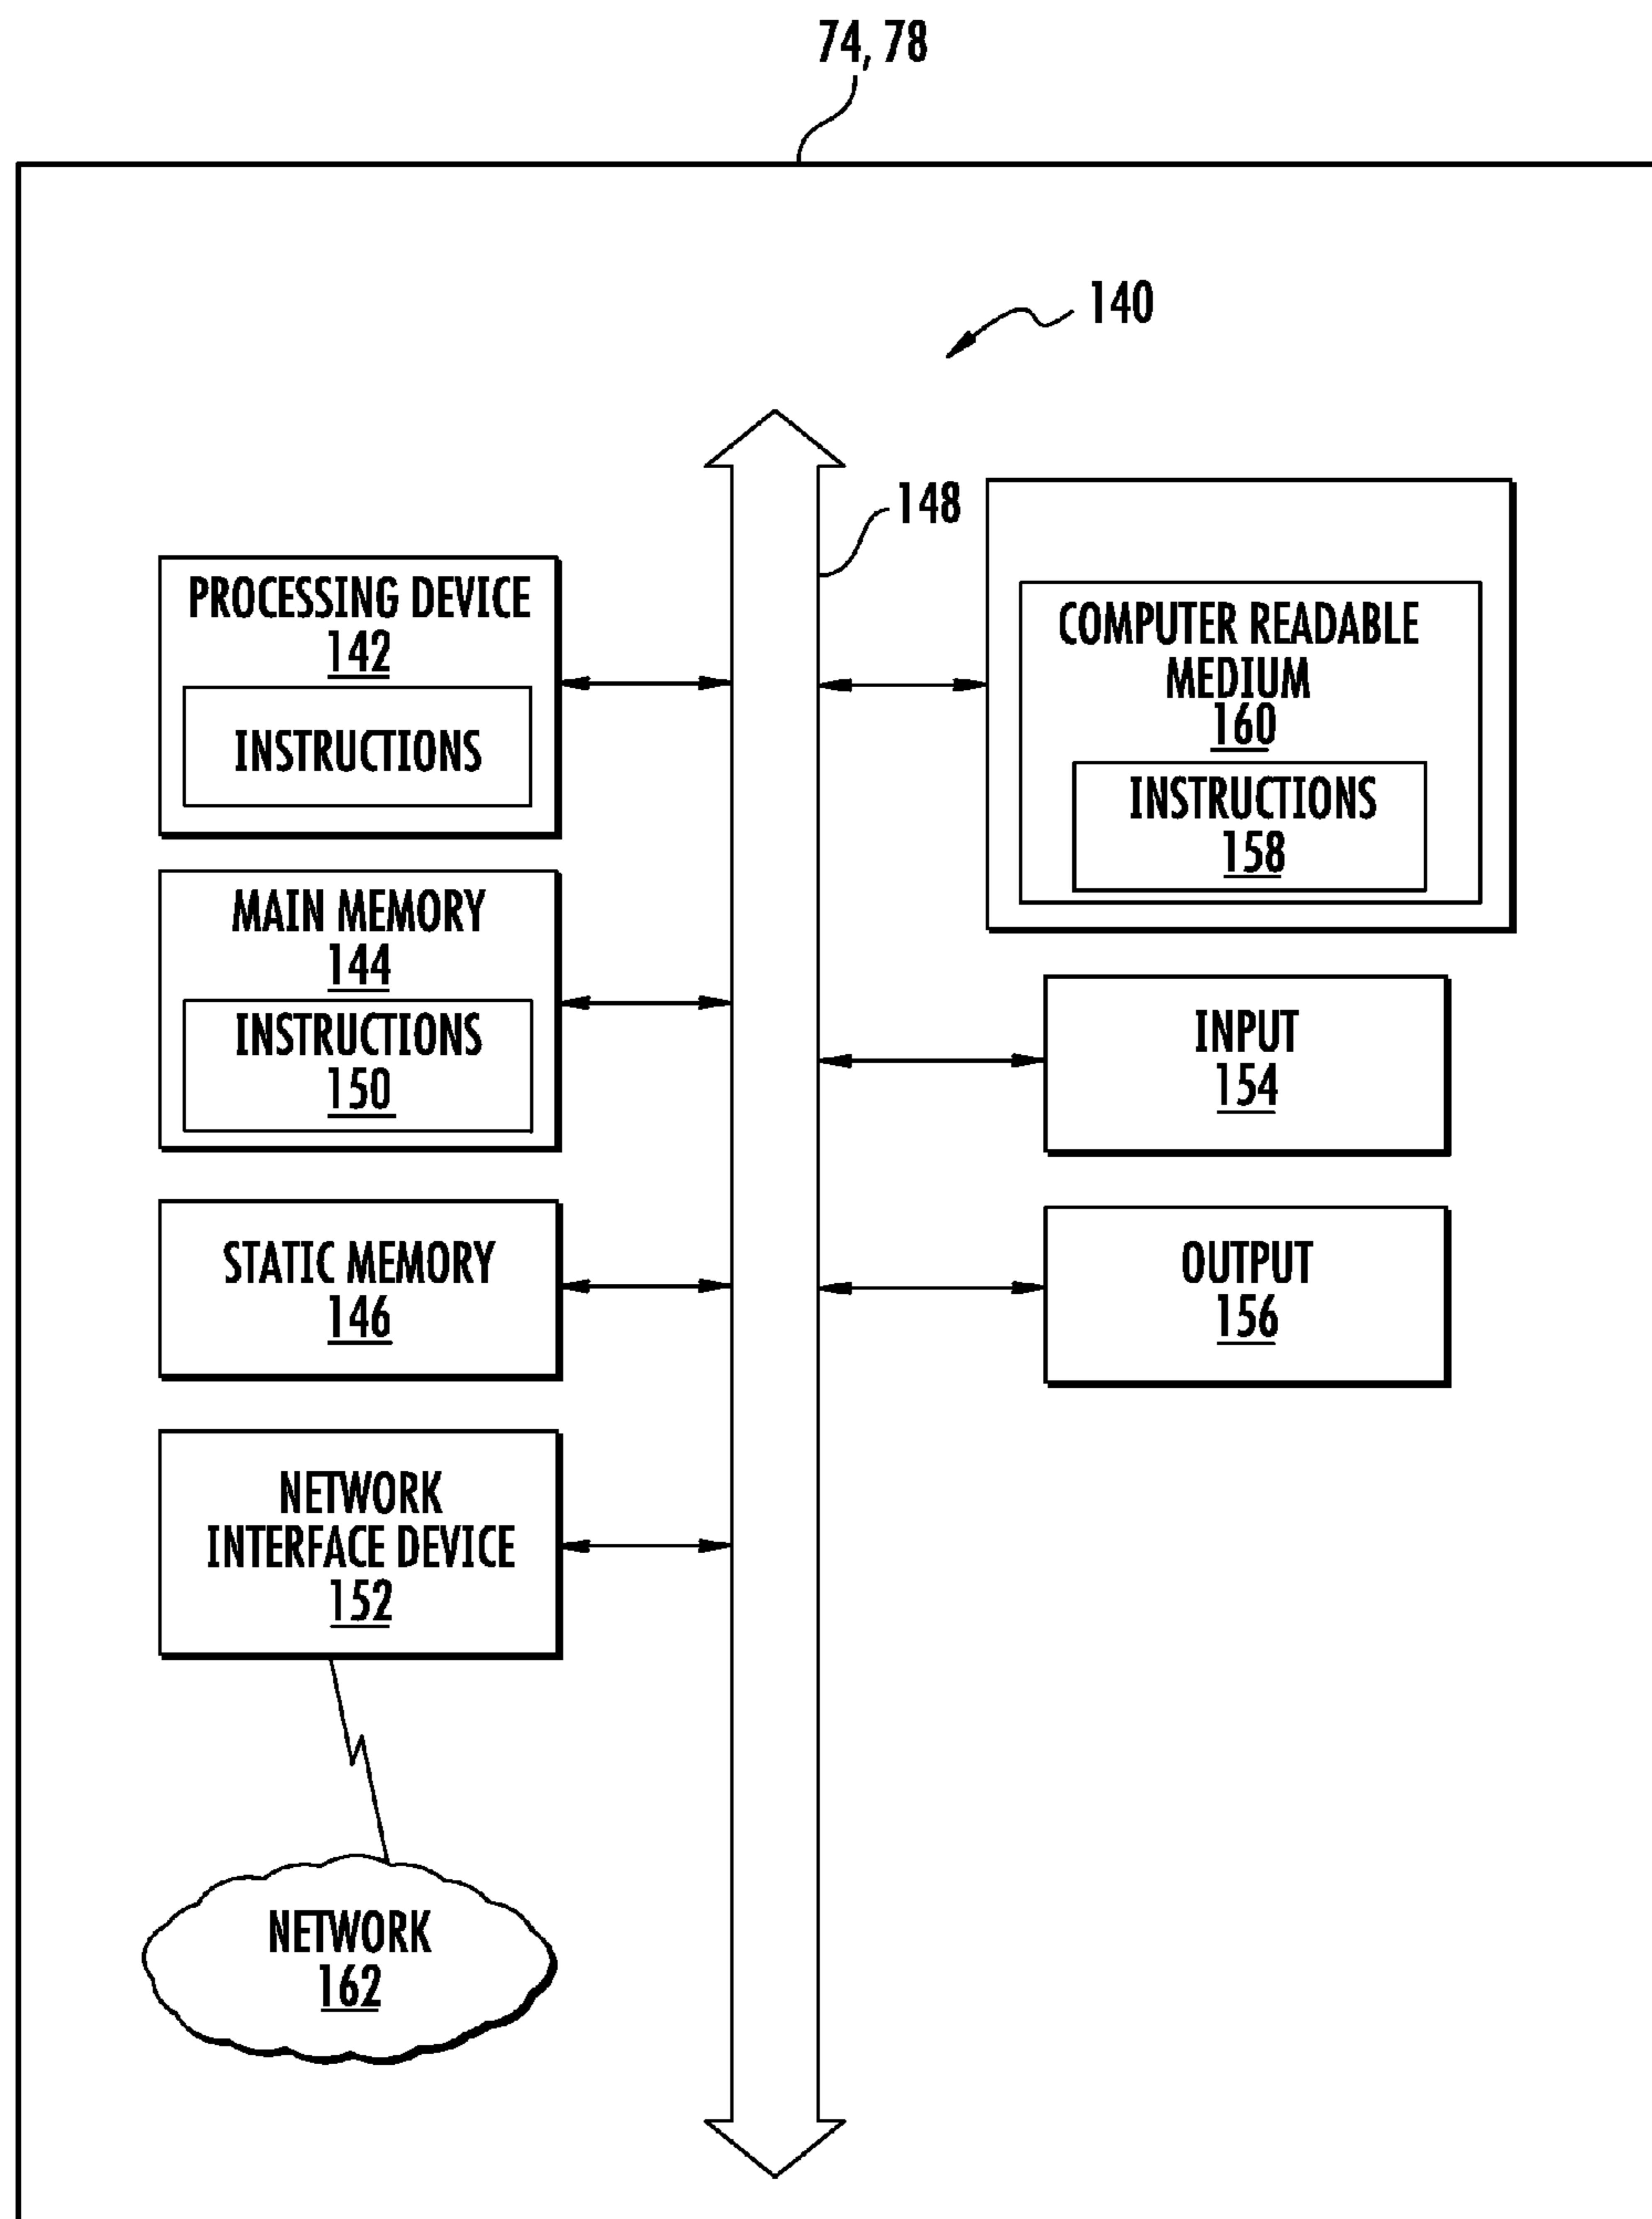 74, 78
140
148
PROCESSING DEVICE
142
INSTRUCTIONS
COMPUTER READABLE
MEDIUM
160
INSTRUCTIONS
158
MAIN MEMORY
144
INSTRUCTIONS
150
INPUT
154
STATIC MEMORY
146
OUTPUT
156
NETWORK
INTERFACE DEVICE
152
NETWORK
162